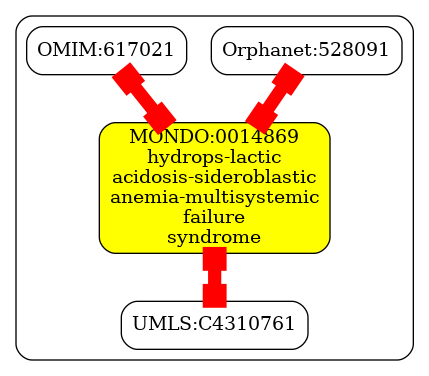 OMIM:617021
Orphanet:528091
MONDO:0014869
hydrops-lactic
acidosis-sideroblastic
anemia-multisystemic
failure
syndrome
UMLS:C4310761